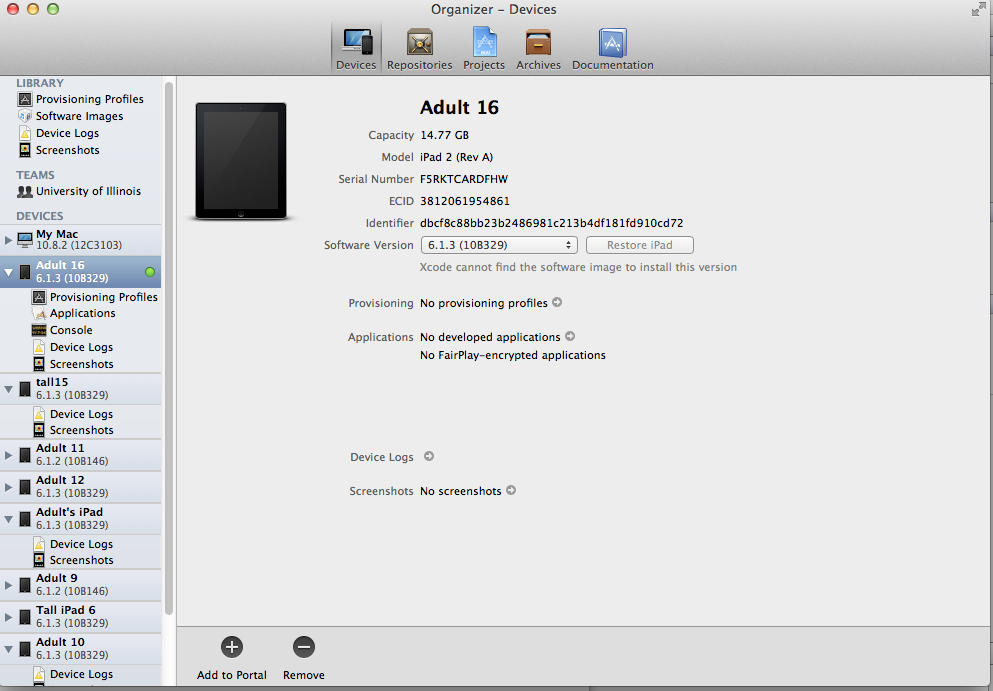 Organizer – Devices
Devices
Repositories
Projects
Archives
Documentation
LIBRARY
Provisioning Profiles
Software Images
Device Logs
Screenshots
TEAMS
University of Illinois
DEVICES
My Mac
10.8.2 (12C3103)
Adult 16
6.1.3 (10B329)
Provisioning Profiles
Applications
Console
Device Logs
Screenshots
tall15
6.1.3 (10B329)
Device Logs
Screenshots
Adult 11
6.1.2 (10B146)
Adult 12
6.1.3 (10B329)
Adult's iPad
6.1.3 (10B329)
Device Logs
Screenshots
Adult 9
6.1.2 (10B146)
Tall iPad 6
6.1.3 (10B329)
Adult 10
6.1.3 (10B329)
Device Logs
Adult 16
Capacity 14.77 GB
Model iPad 2 (Rev A)
Serial Number F5RKTCARDFHW
ECID 3812061954861
Identifier dbcf8c88bb23b2486981c213b4df181fd910cd72
Software Version 6.1.3 (10B329) Restore iPad
Xcode cannot find the software image to install this version
Provisioning No provisioning profiles
Applications No developed applications
No FairPlay-encrypted applications
Device Logs
Screenshots No screenshots
Add to Portal
Remove